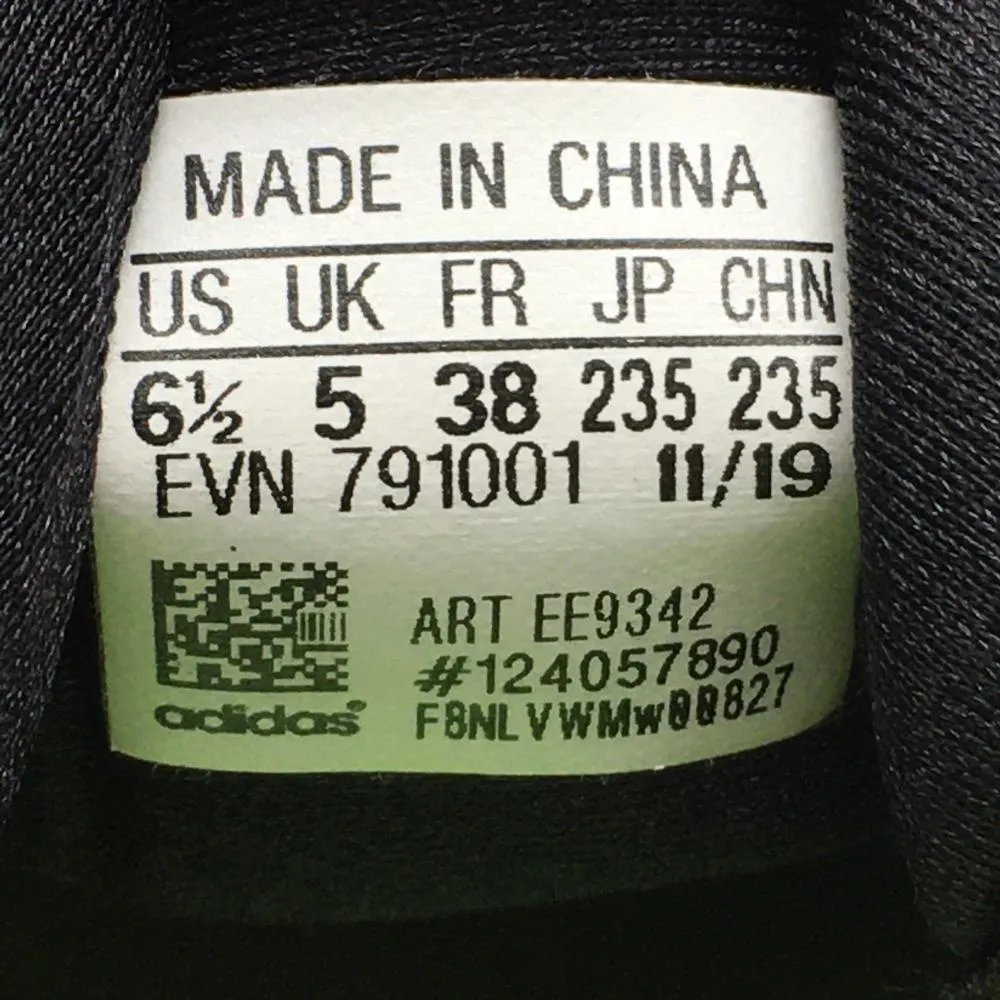 MADE IN CHINA
US UK FR JP CHN
6½ 5 38 235 235
EVN 791001 11/19
ART EE9342
#124057890
adidas® F8NLVWMw00827